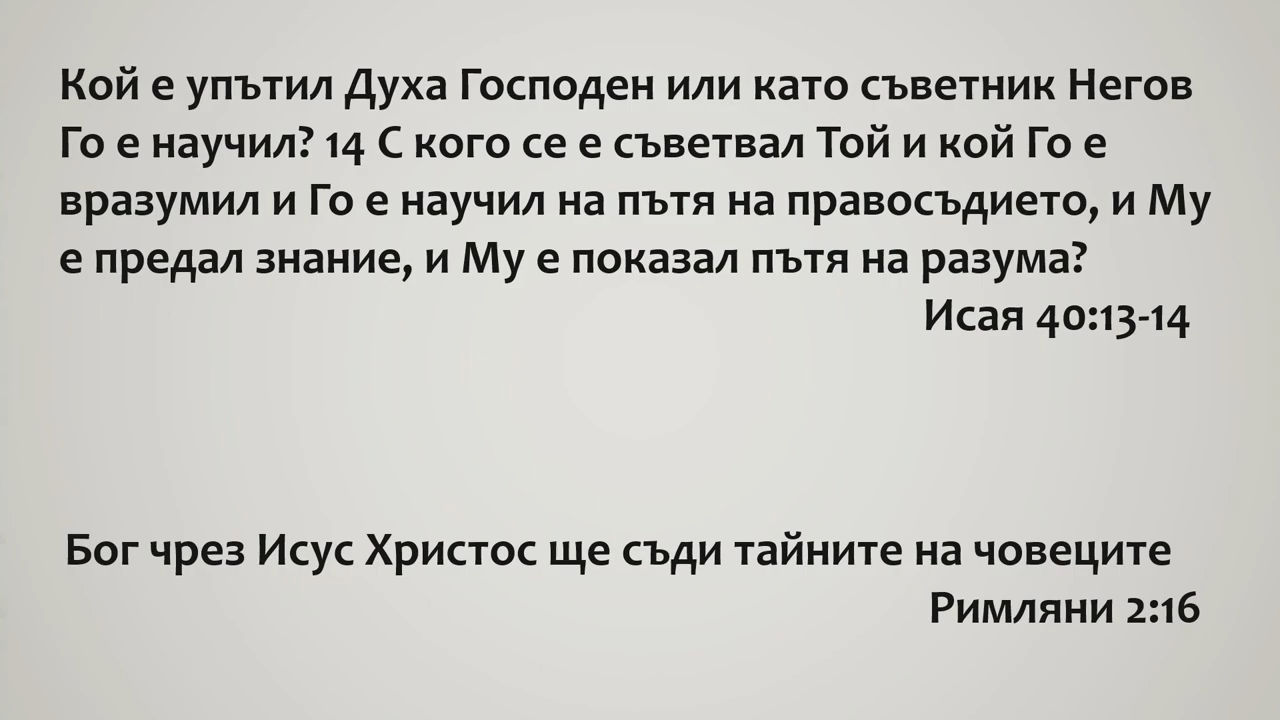 Кой е упътил Духа Господен или като съветник Негов
Го е научил? 14 С кого се е съветвал Той и кой Го е
вразумил и Го е научил на пътя на правосъдието, и Му
е предал знание, и Му е показал пътя на разума?
Исая 40:13-14
Бог чрез Исус Христос ще съди тайните на човеците
Римляни 2:16